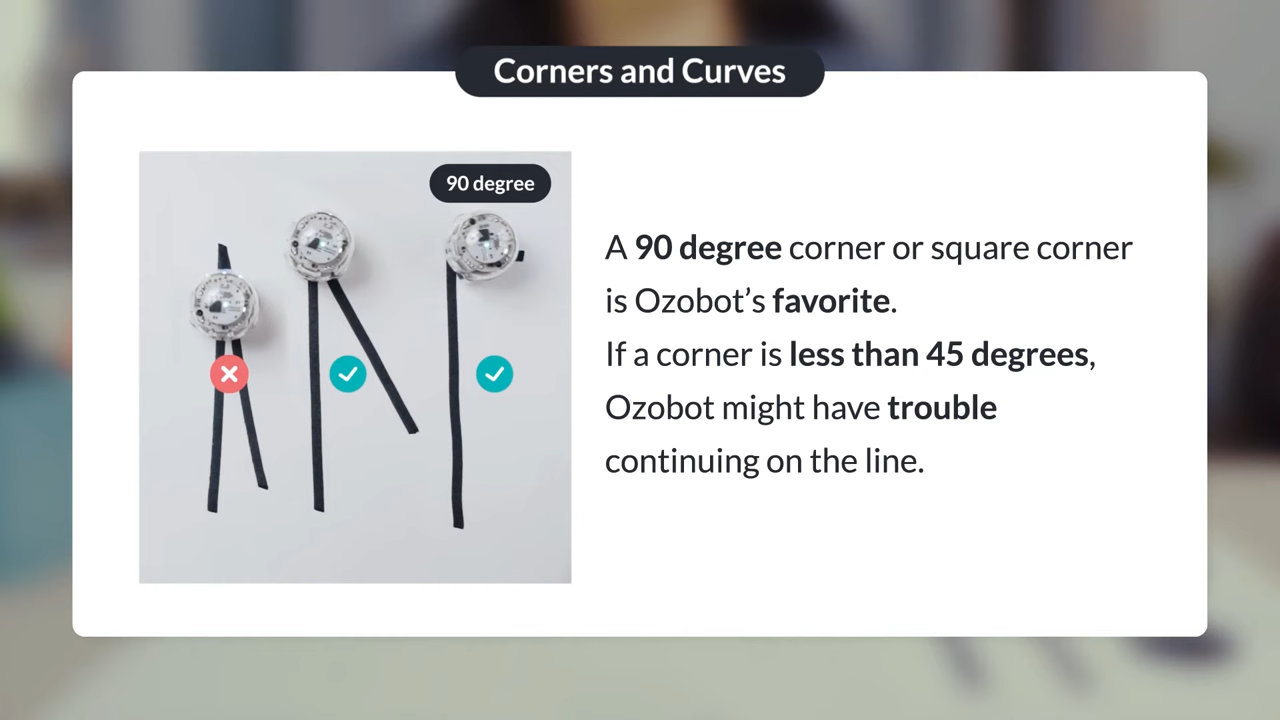 Corners and Curves
90 degree
A 90 degree corner or square corner
is Ozobot’s favorite.
If a corner is less than 45 degrees,
Ozobot might have trouble
continuing on the line.